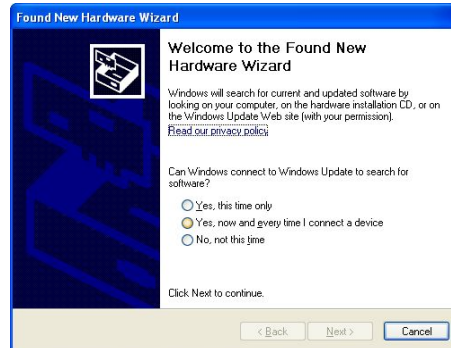 Found New Hardware Wizard
Welcome to the Found New
Hardware Wizard
Windows will search for current and updated software by
looking on your computer, on the hardware installation CD, or on
the Windows Update Web site (with your permission).
Read our privacy policy
Can Windows connect to Windows Update to search for
software?
Yes, this time only
Yes, now and every time I connect a device
No, not this time
Click Next to continue.
< Back Next > Cancel